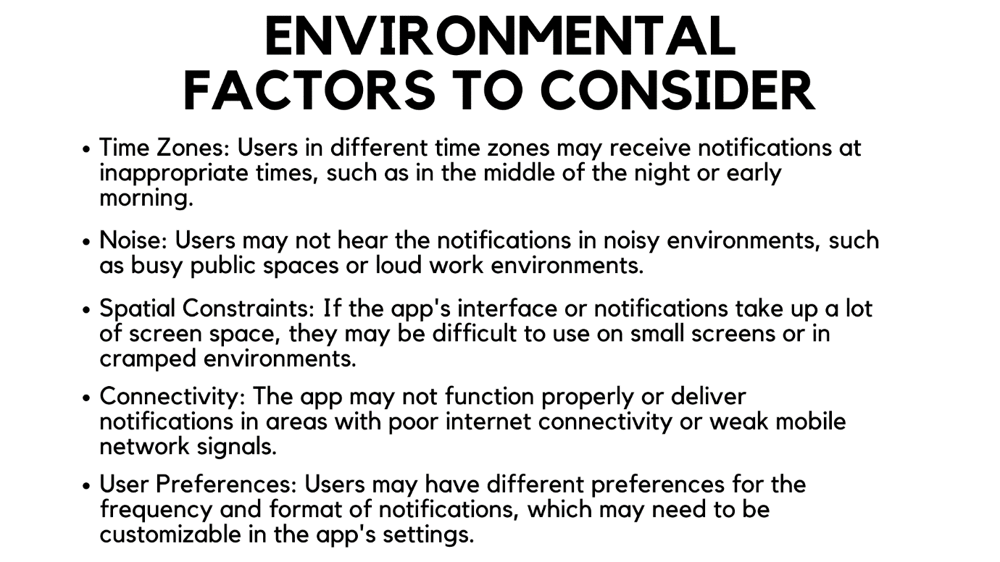 ENVIRONMENTAL
FACTORS TO CONSIDER
• Time Zones: Users in different time zones may receive notifications at
inappropriate times, such as in the middle of the night or early
morning.
• Noise: Users may not hear the notifications in noisy environments, such
as busy public spaces or loud work environments.
• Spatial Constraints: If the app's interface or notifications take up a lot
of screen space, they may be difficult to use on small screens or in
cramped environments.
• Connectivity: The app may not function properly or deliver
notifications in areas with poor internet connectivity or weak mobile
network signals.
• User Preferences: Users may have different preferences for the
frequency and format of notifications, which may need to be
customizable in the app's settings.